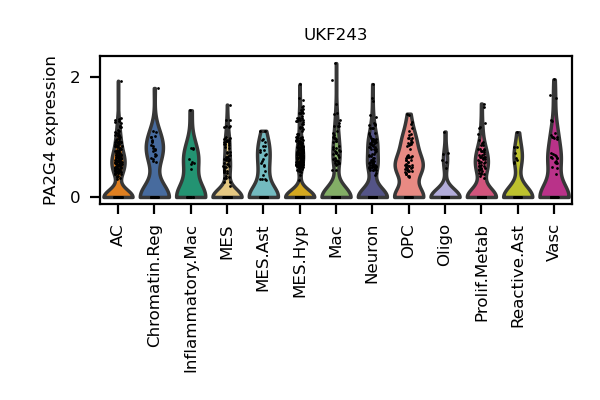 UKF243
PA2G4 expression
2
0
AC
Chromatin.Reg
Inflammatory.Mac
MES
MES.Ast
MES.Hyp
Mac
Neuron
OPC
Oligo
Prolif.Metab
Reactive.Ast
Vasc